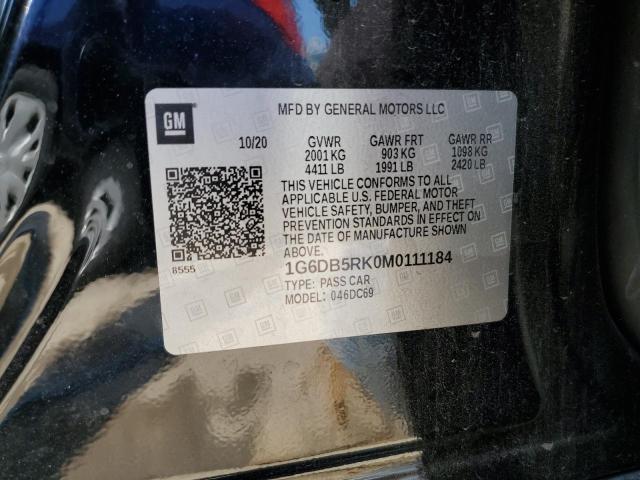 GM
MFD BY GENERAL MOTORS LLC
10/20 GVWR GAWR FRT GAWR RR
2001 KG 903 KG 1098 KG
4411 LB 1991 LB 2420 LB
THIS VEHICLE CONFORMS TO ALL
APPLICABLE U.S. FEDERAL MOTOR
VEHICLE SAFETY, BUMPER, AND THEFT
PREVENTION STANDARDS IN EFFECT ON
THE DATE OF MANUFACTURE SHOWN
ABOVE.
8555
1G6DB5RK0M0111184
TYPE: PASS CAR
MODEL: 046DC69